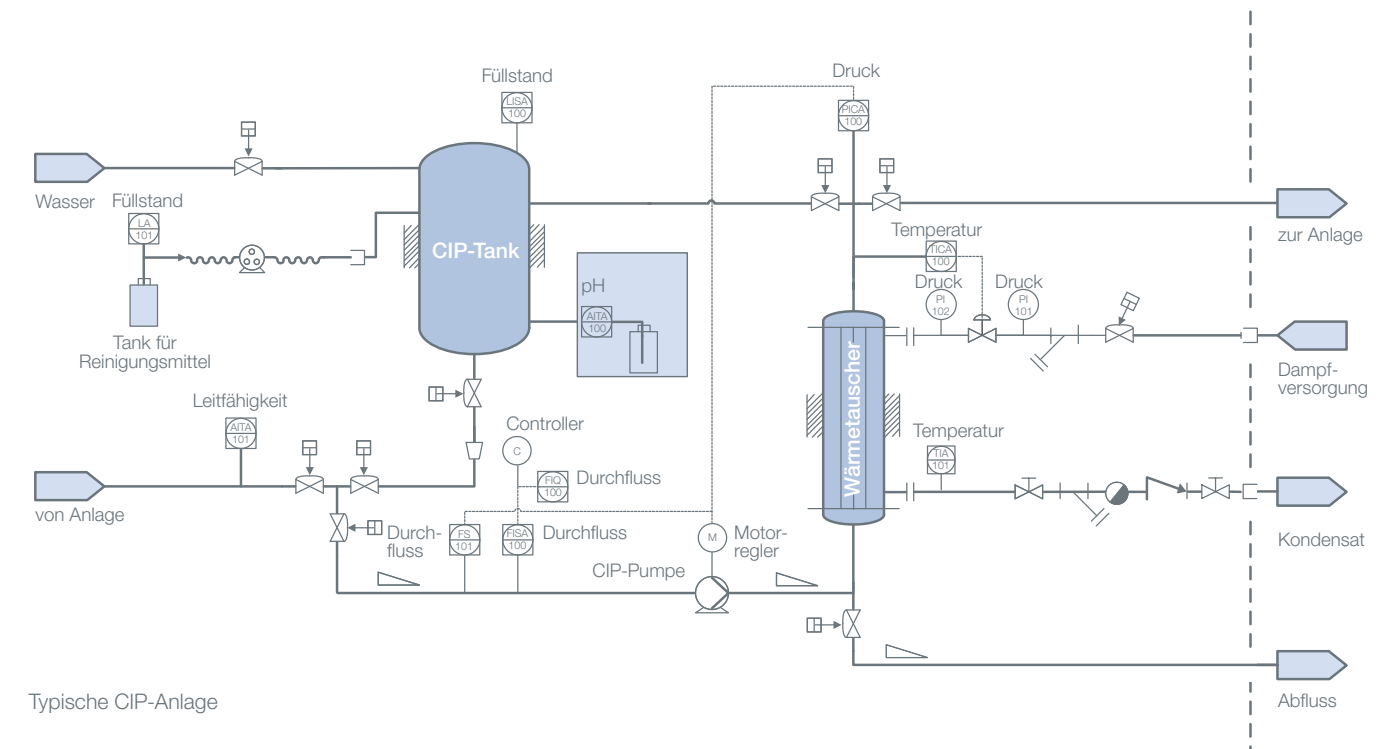 Füllstand
LISA
100
Druck
PICA
100
Wasser
Füllstand
LA
101
CIP-Tank
zur Anlage
Temperatur
TICA
100
Druck
PI
102
Druck
PI
101
pH
AITA
100
Tank für
Reinigungsmittel
Wärmetauscher
Dampf-
versorgung
Leitfähigkeit
AITA
101
Controller
C
FIQ
100
Durchfluss
Temperatur
TIA
101
von Anlage
Durch-
fluss
FS
101
FISA
100
Durchfluss
M
Motor-
regler
Kondensat
CIP-Pumpe
Typische CIP-Anlage
Abfluss